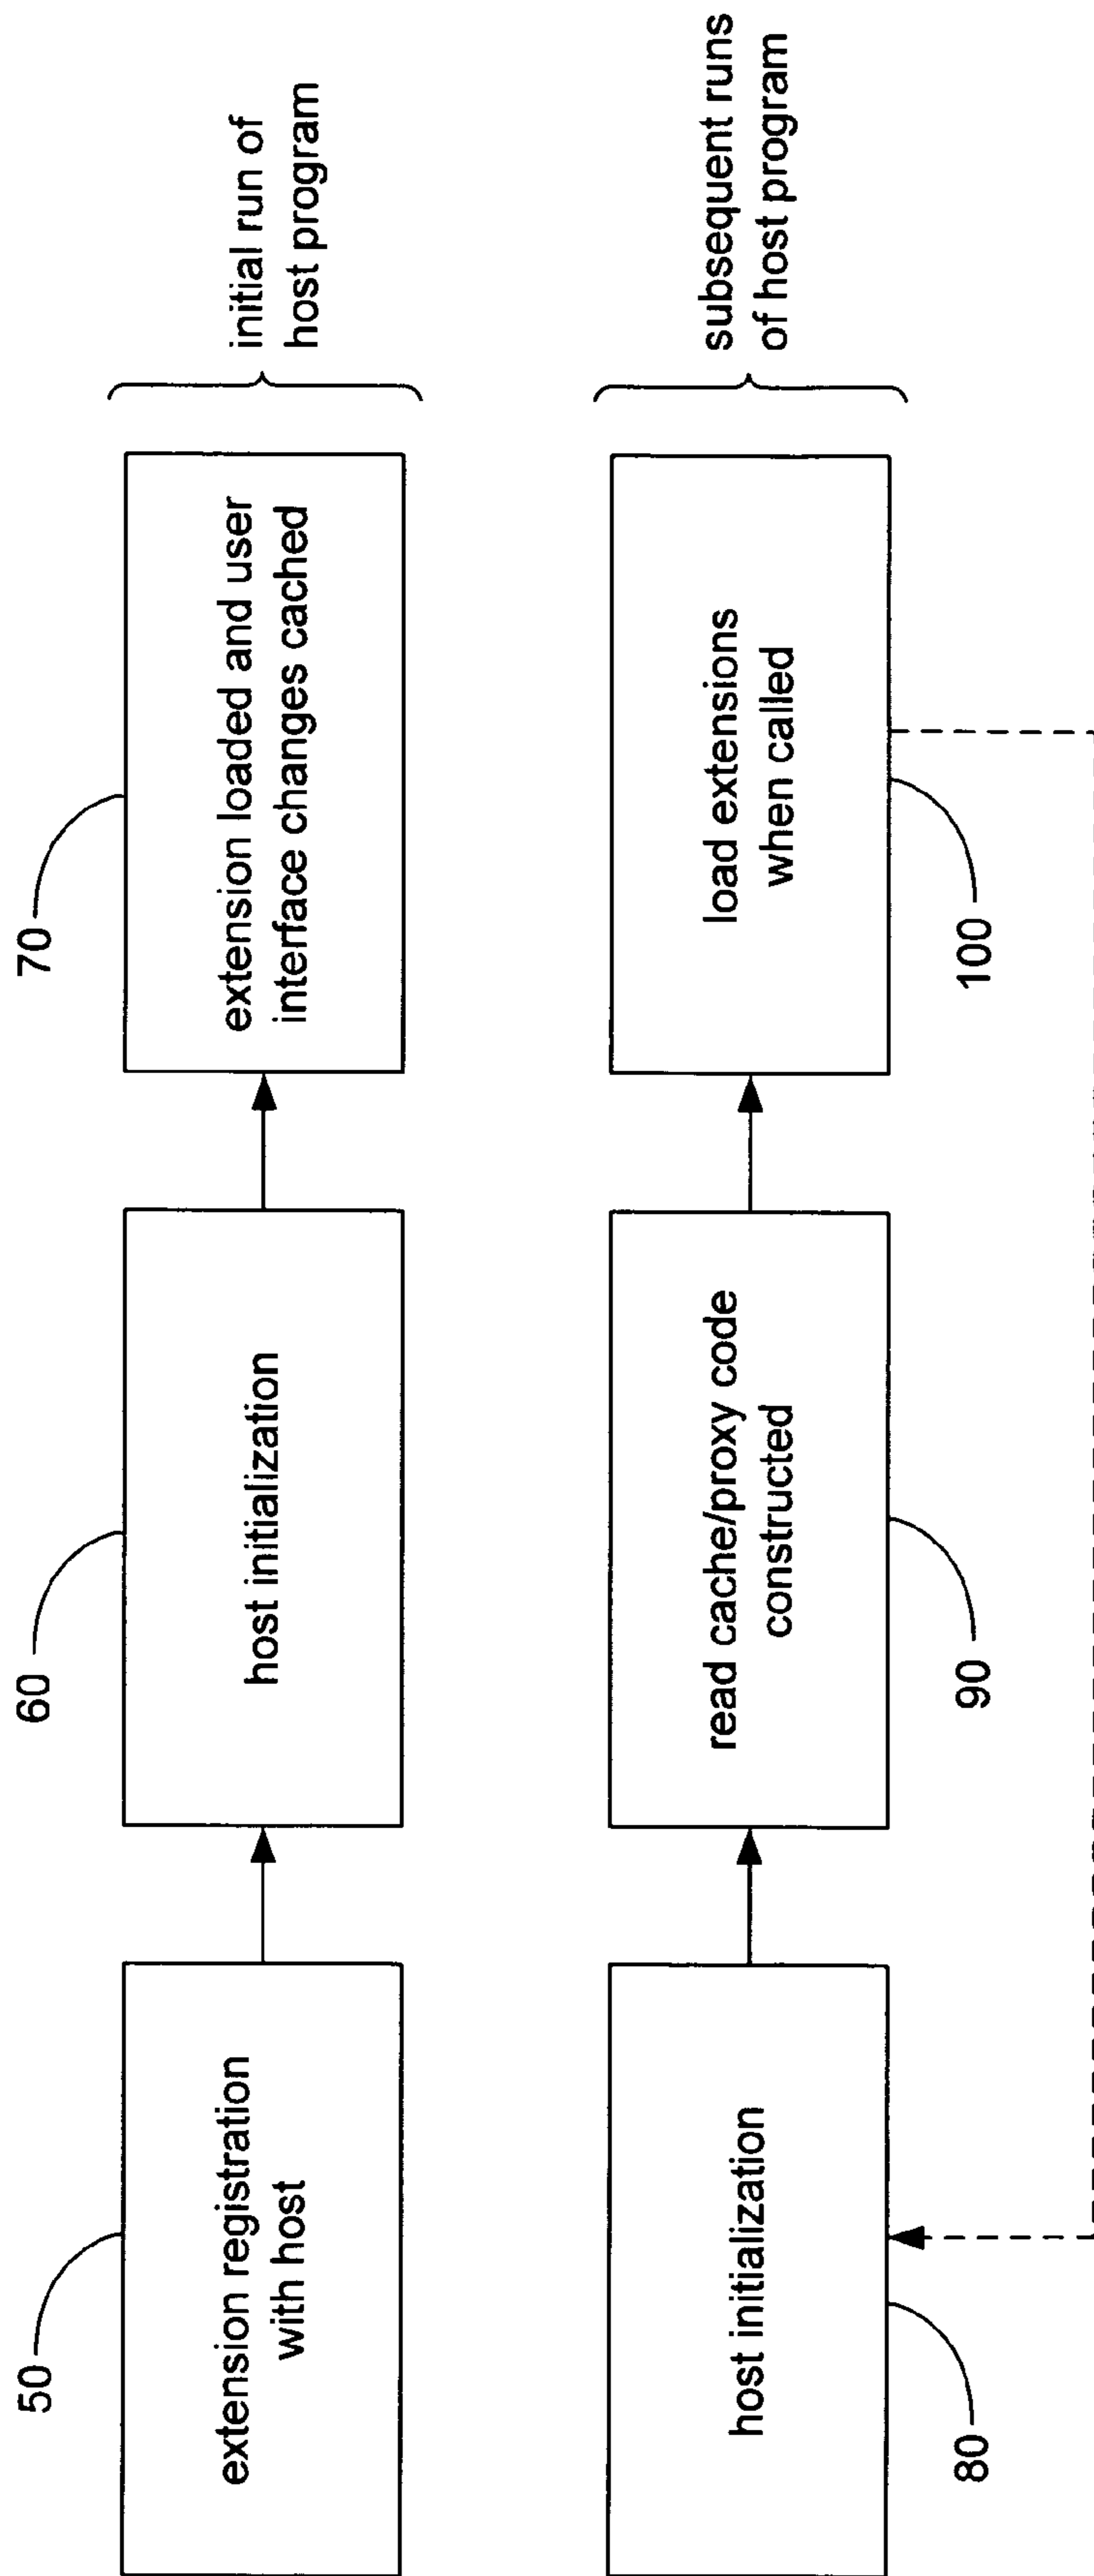 50
extension registration
with host
60
host initialization
70
extension loaded and user
interface changes cached
initial run of
host program
80
host initialization
90
read cache/proxy code
constructed
100
load extensions
when called
subsequent runs
of host program